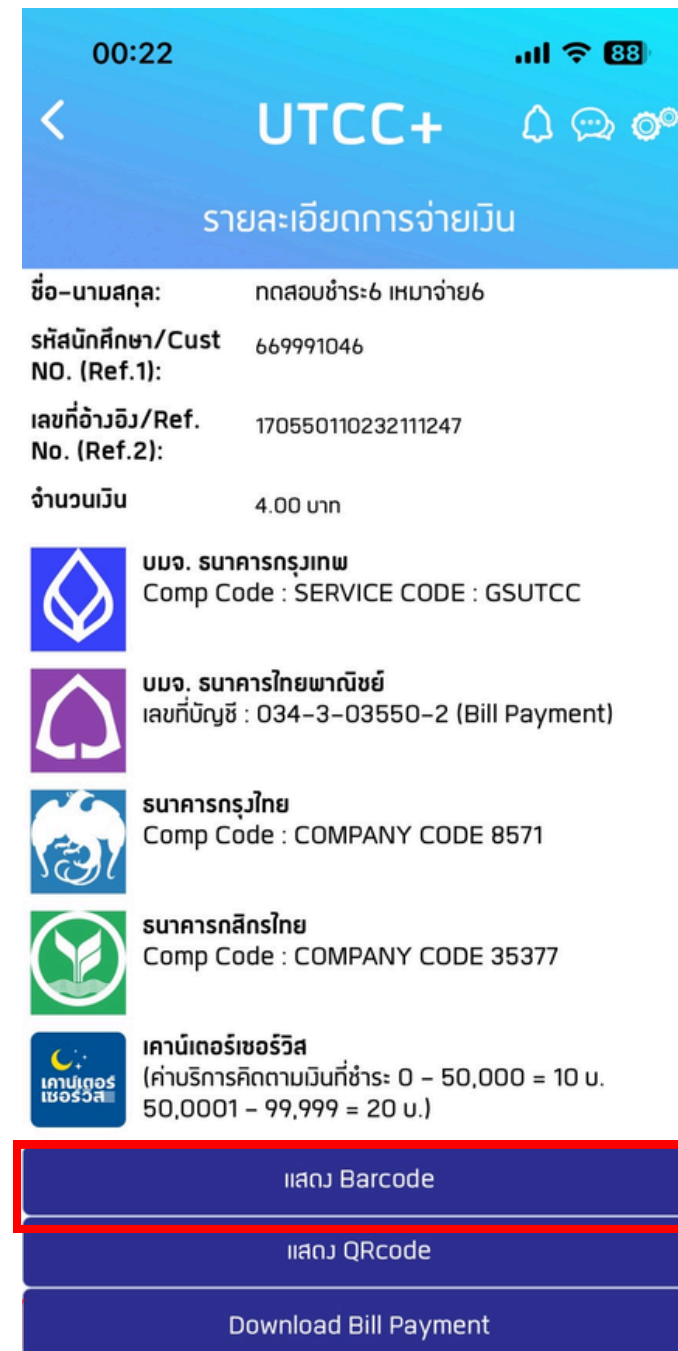 00:22
88
UTCC+
รายละเอียดการจ่ายเงิน
ชื่อ-นามสกุล: ทดสอบชำระ6 เหมาจ่าย6
รหัสนักศึกษา/Cust
NO. (Ref.1): 669991046
เลขที่อ้างอิง/Ref.
No. (Ref.2): 170550110232111247
จำนวนเงิน 4.00 บาท
บมจ. ธนาคารกรุงเทพ
Comp Code : SERVICE CODE : GSUTCC
บมจ. ธนาคารไทยพาณิชย์
เลขที่บัญชี : 034-3-03550-2 (Bill Payment)
ธนาคารกรุงไทย
Comp Code : COMPANY CODE 8571
ธนาคารกสิกรไทย
Comp Code : COMPANY CODE 35377
เคาน์เตอร์
เซอร์วิส
เคาน์เตอร์เซอร์วิส
(ค่าบริการคิดตามเงินที่ชำระ 0 - 50,000 = 10 บ.
50,0001 - 99,999 = 20 บ.)
แสดง Barcode
แสดง QRcode
Download Bill Payment